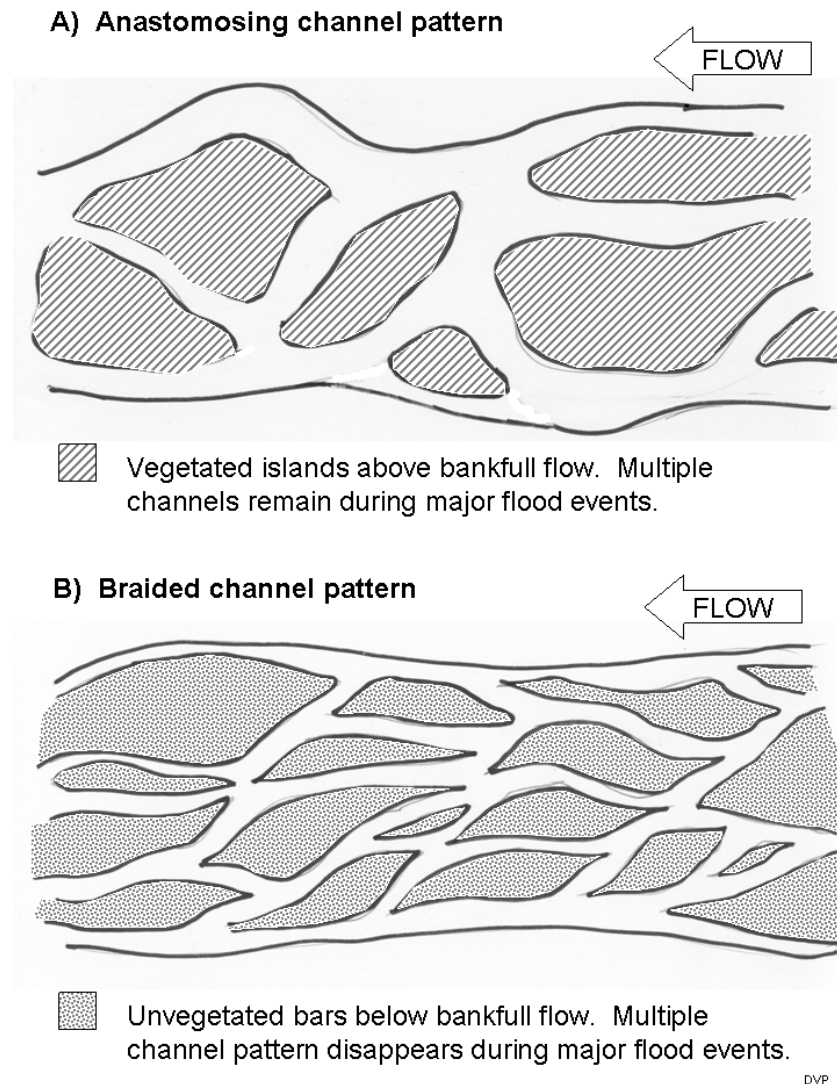 A) Anastomosing channel pattern
FLOW
Vegetated islands above bankfull flow. Multiple
channels remain during major flood events.
B) Braided channel pattern
FLOW
Unvegetated bars below bankfull flow. Multiple
channel pattern disappears during major flood events.
DVP